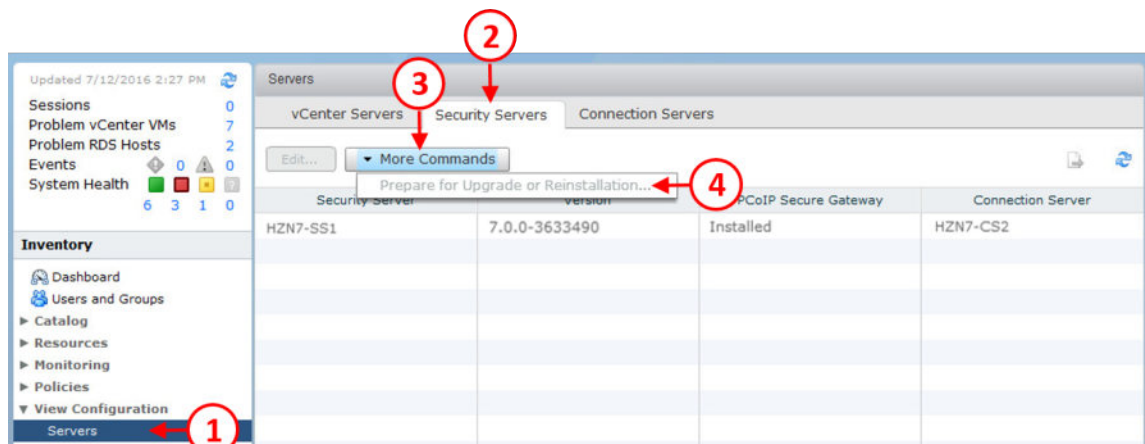 2
Updated 7/12/2016 2:27 PM
Servers
3
Sessions 0
vCenter Servers Security Servers Connection Servers
Problem vCenter VMs 7
Problem RDS Hosts 2
Events 0 0
Edit... More Commands
System Health
Prepare for Upgrade or Reinstallation... 4
6 3 1 0
Security Server Version PCoIP Secure Gateway Connection Server
HZN7-SS1 7.0.0-3633490 Installed HZN7-CS2
Inventory
Dashboard
Users and Groups
Catalog
Resources
Monitoring
Policies
View Configuration
Servers 1